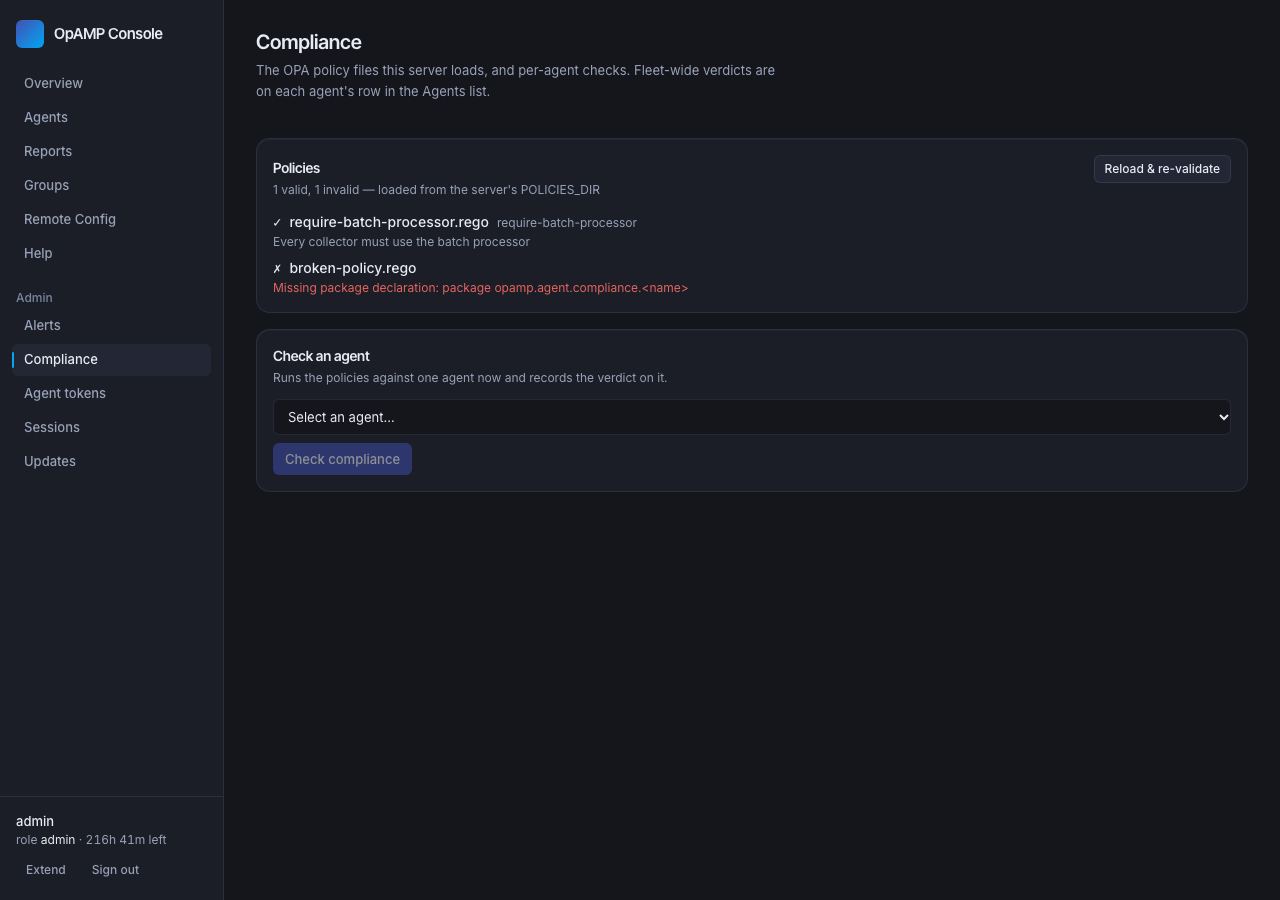 OpAMP Console
Overview
Agents
Reports
Groups
Remote Config
Help
Admin
Alerts
Compliance
Agent tokens
Sessions
Updates
admin
role admin · 216h 41m left
Extend
Sign out
Compliance
The OPA policy files this server loads, and per-agent checks. Fleet-wide verdicts are
on each agent's row in the Agents list.
Policies
Reload & re-validate
1 valid, 1 invalid — loaded from the server's POLICIES_DIR
✓ require-batch-processor.rego require-batch-processor
Every collector must use the batch processor
✗ broken-policy.rego
Missing package declaration: package opamp.agent.compliance.<name>
Check an agent
Runs the policies against one agent now and records the verdict on it.
Select an agent...
Check compliance